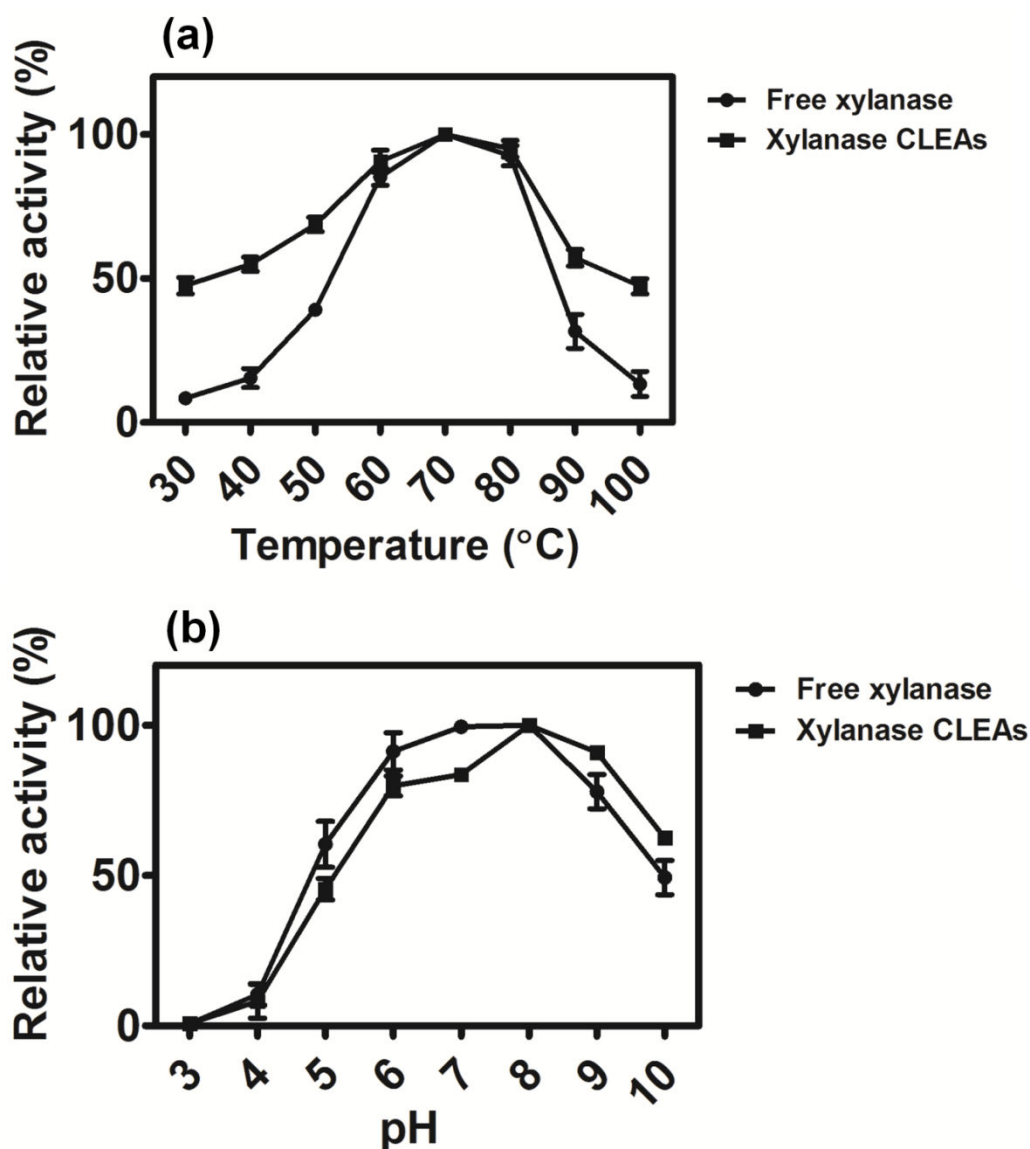 (a)
Relative activity (%)
100
50
0
30 40 50 60 70 80 90 100
Temperature (°C)
Free xylanase
Xylanase CLEAs
(b)
Relative activity (%)
100
50
0
3 4 5 6 7 8 9 10
pH
Free xylanase
Xylanase CLEAs